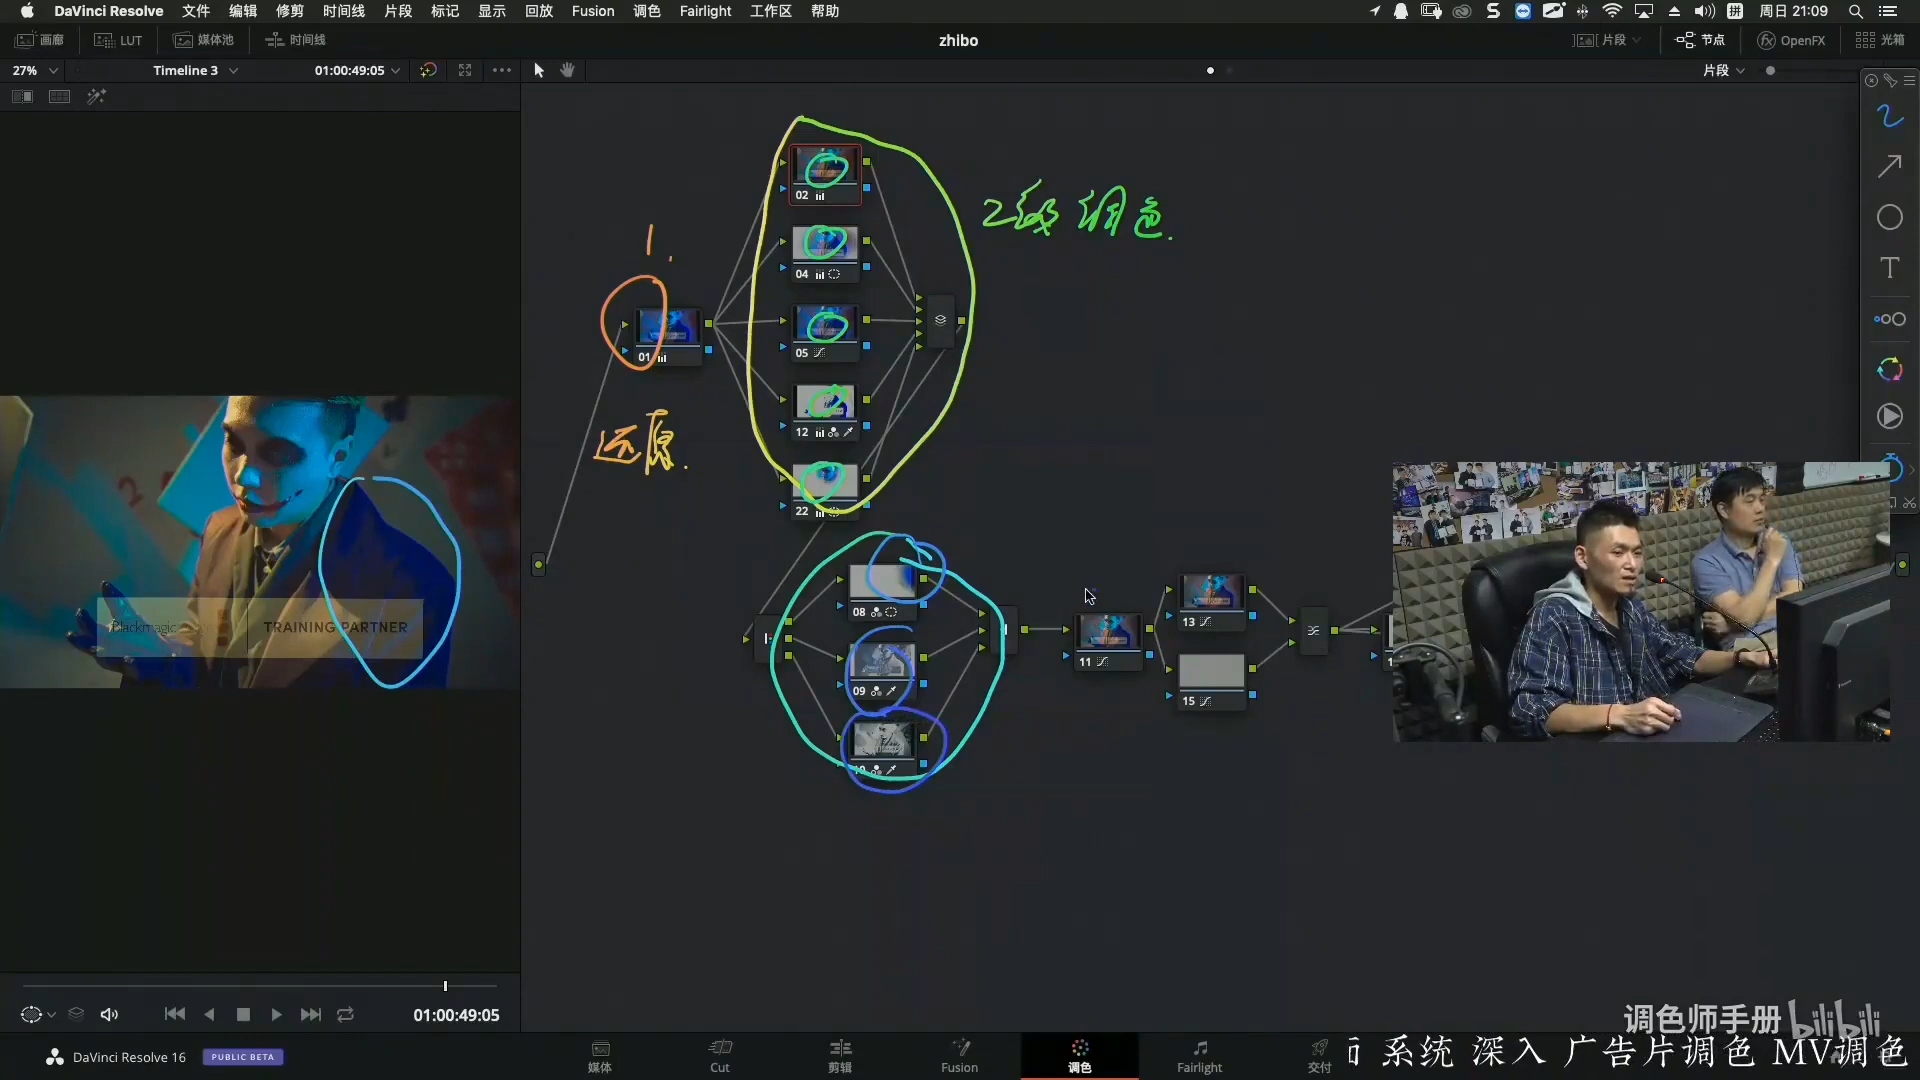 DaVinci Resolve 文件 编辑 修剪 时间线 片段 标记 显示 回放 Fusion 调色 Fairlight 工作区 帮助 周日 21:09
画廊 LUT 媒体池 时间线 zhibo 片段 节点 OpenFX 光箱
27% Timeline 3 01:00:49:05 片段
02
2级调色.
1.
04
01
05
还原.
12
22
08
Blackmagic
TRAINING PARTNER
13
11
09
15
10
01:00:49:05
调色师手册 bilibili
DaVinci Resolve 16 PUBLIC BETA
媒体 Cut 剪辑 Fusion 调色 Fairlight 交付
系统 深入 广告片调色 MV调色